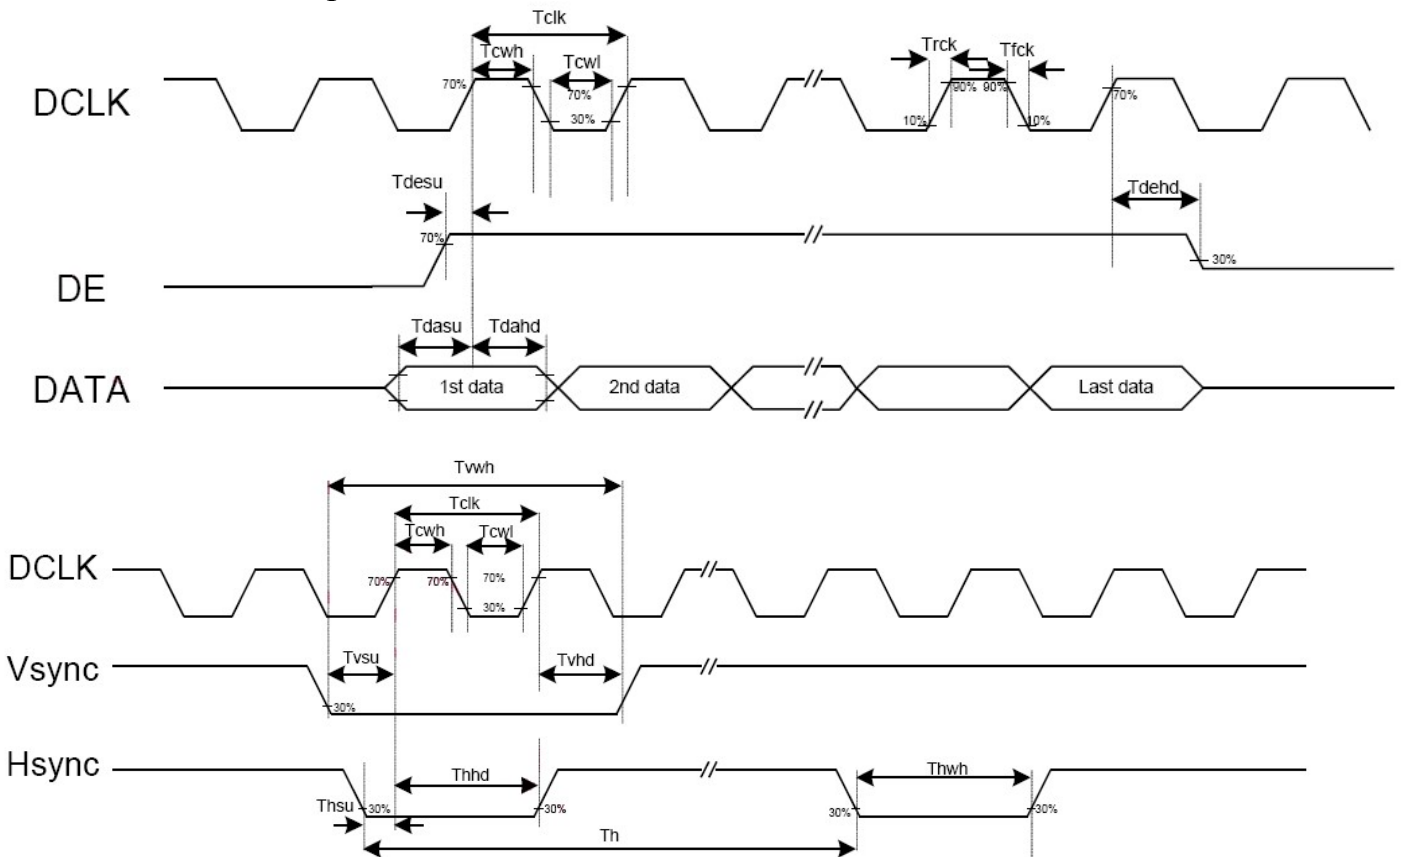 Tclk
Tcwh
Tcwl
Trck
Tfck
DCLK
70%
70%
30%
90%
90%
10%
10%
70%
Tdesu
Tdehd
70%
30%
DE
Tdasu
Tdahd
DATA
1st data
2nd data
Last data
Tvwh
Tclk
Tcwh
Tcwl
DCLK
70%
70%
70%
30%
Vsync
Tvsu
Tvhd
30%
Hsync
Thhd
Thwh
Thsu
30%
30%
30%
30%
Th